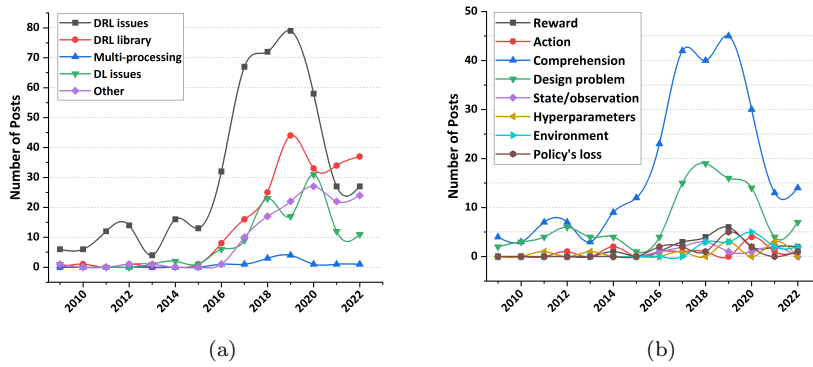 DRL issues
DRL library
Multi-processing
DL issues
Other
80
70
60
50
40
30
20
10
0
Number of Posts
2010
2012
2014
2016
2018
2020
2022
(a)
Reward
Action
Comprehension
Design problem
State/observation
Hyperparameters
Environment
Policy's loss
50
40
30
20
10
0
Number of Posts
2010
2012
2014
2016
2018
2020
2022
(b)